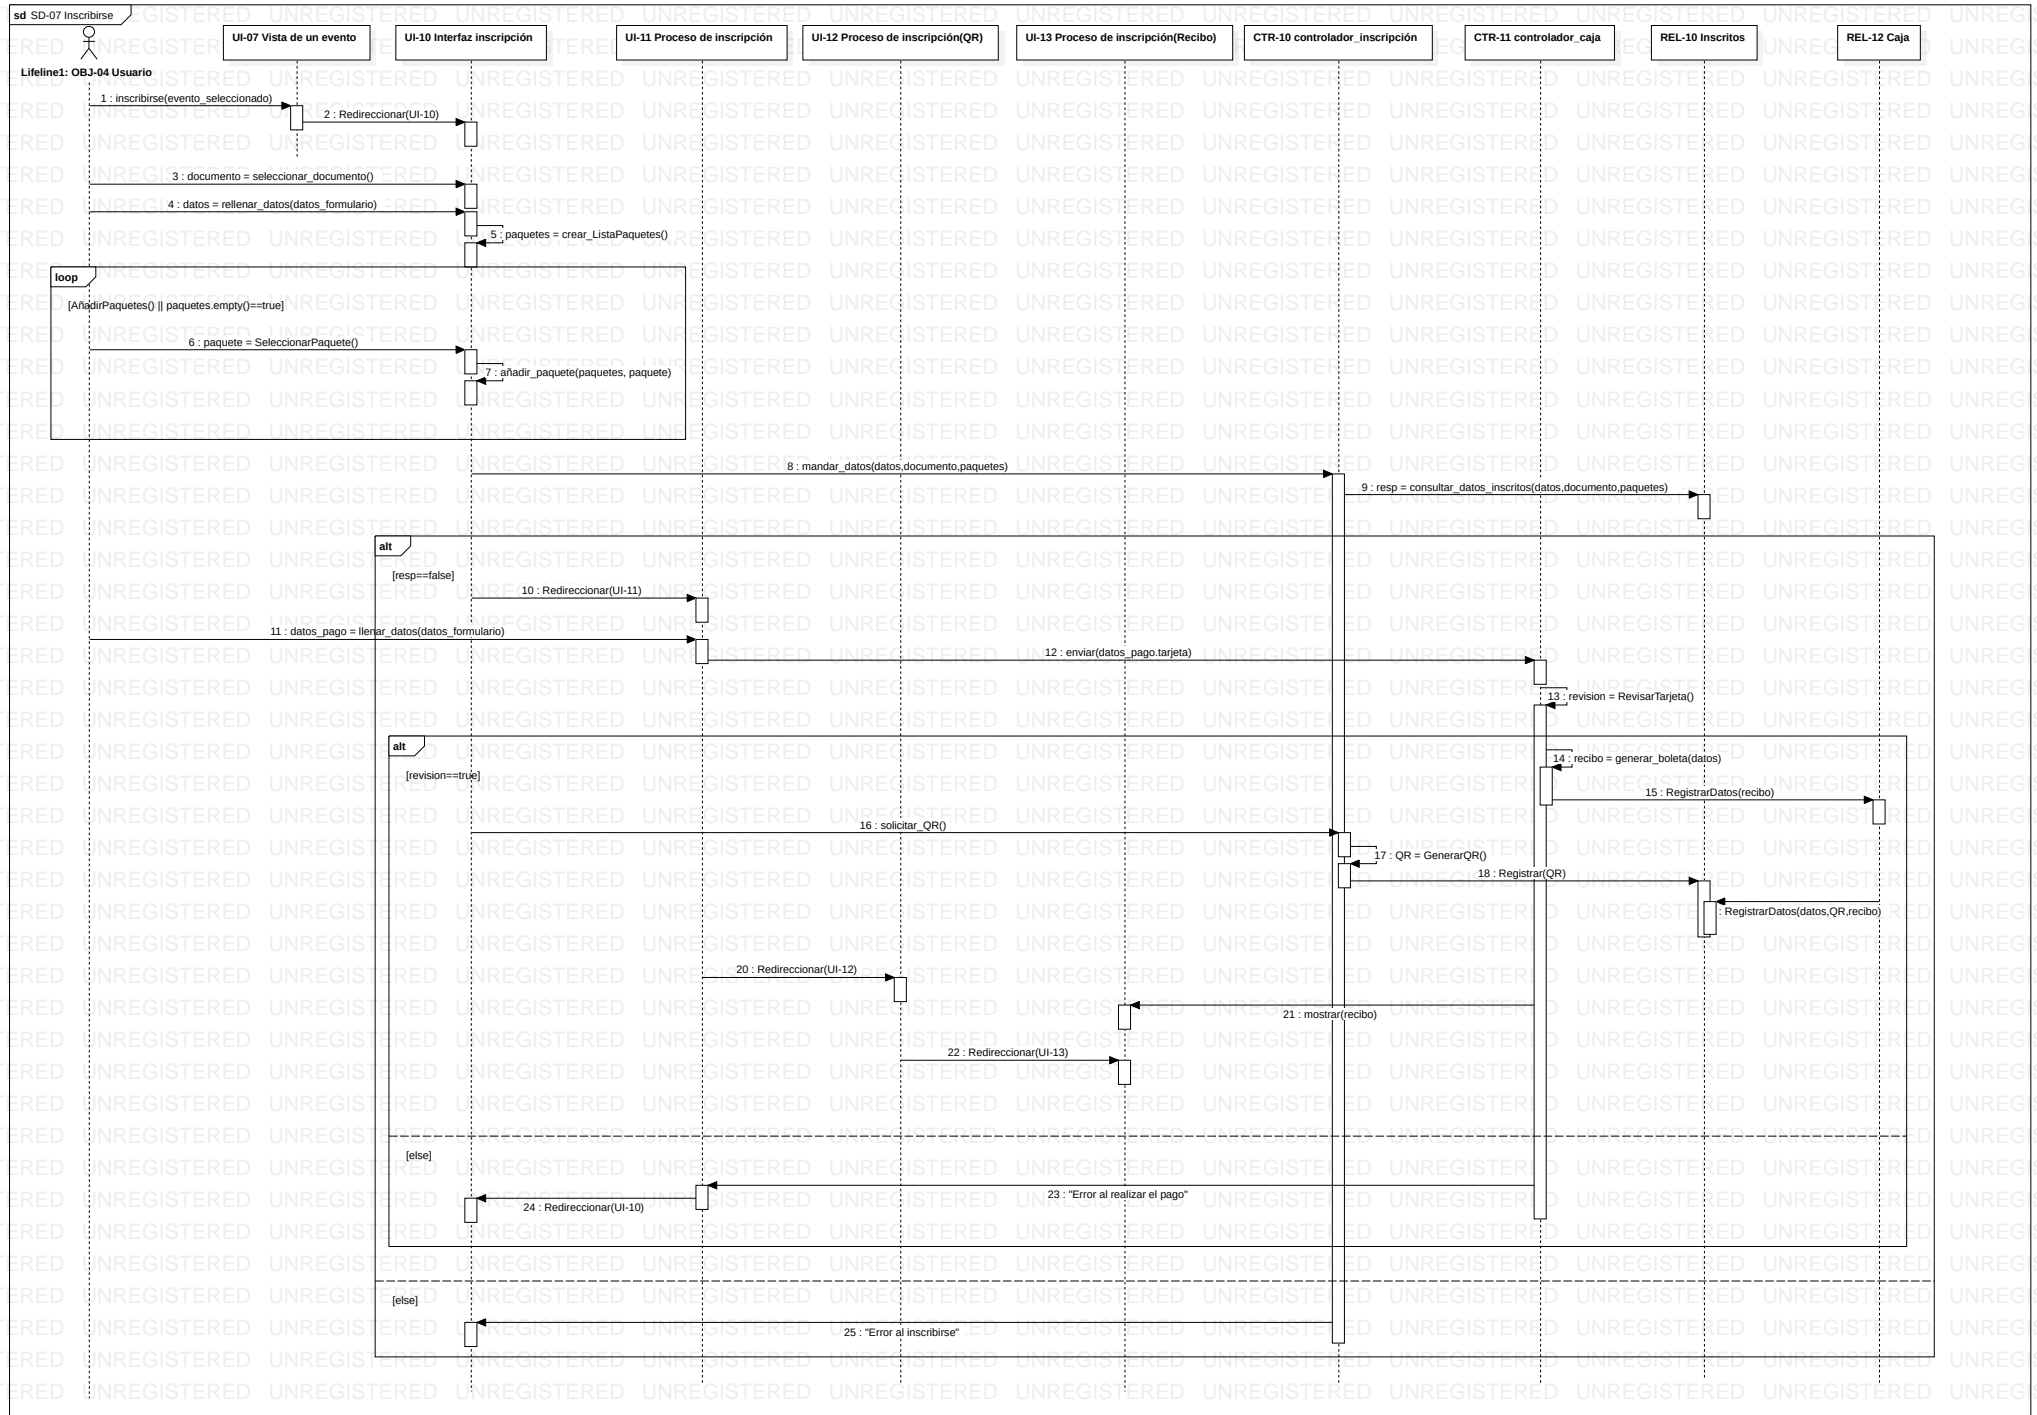 sd SD-07 Inscribirse
UI-07 Vista de un evento
UI-10 Interfaz inscripción
UI-11 Proceso de inscripción
UI-12 Proceso de inscripción(QR)
UI-13 Proceso de inscripción(Recibo)
CTR-10 controlador_inscripción
CTR-11 controlador_caja
REL-10 Inscritos
REL-12 Caja
Lifeline1: OBJ-04 Usuario
1 : inscribirse(evento_seleccionado)
2 : Redireccionar(UI-10)
3 : documento = seleccionar_documento()
4 : datos = rellenar_datos(datos_formulario)
5 : paquetes = crear_ListaPaquetes()
loop
[AñadirPaquetes() || paquetes.empty()==true]
6 : paquete = SeleccionarPaquete()
7 : añadir_paquete(paquetes, paquete)
8 : mandar_datos(datos,documento,paquetes)
9 : resp = consultar_datos_inscritos(datos,documento,paquetes)
alt
[resp==false]
10 : Redireccionar(UI-11)
11 : datos_pago = llenar_datos(datos_formulario)
12 : enviar(datos_pago.tarjeta)
13 : revision = RevisarTarjeta()
alt
[revision==true]
14 : recibo = generar_boleta(datos)
15 : RegistrarDatos(recibo)
16 : solicitar_QR()
17 : QR = GenerarQR()
18 : Registrar(QR)
: RegistrarDatos(datos,QR,recibo)
20 : Redireccionar(UI-12)
21 : mostrar(recibo)
22 : Redireccionar(UI-13)
[else]
23 : "Error al realizar el pago"
24 : Redireccionar(UI-10)
[else]
25 : "Error al inscribirse"
UNREGISTERED